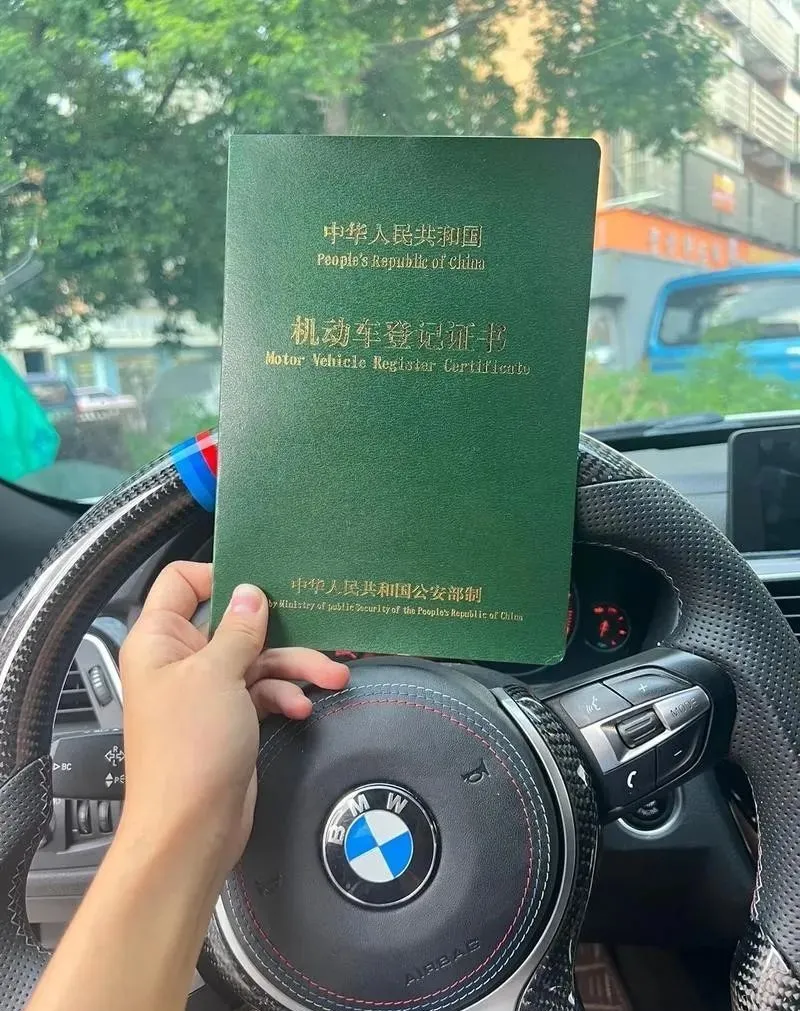 中华人民共和国
People's Republic of China
机动车登记证书
Motor Vehicle Register Certificate
中华人民共和国公安部制
by Ministry of public Security of the People's Republic of China
BC
R
L
+
MODE
-
BMW
AIRBAG